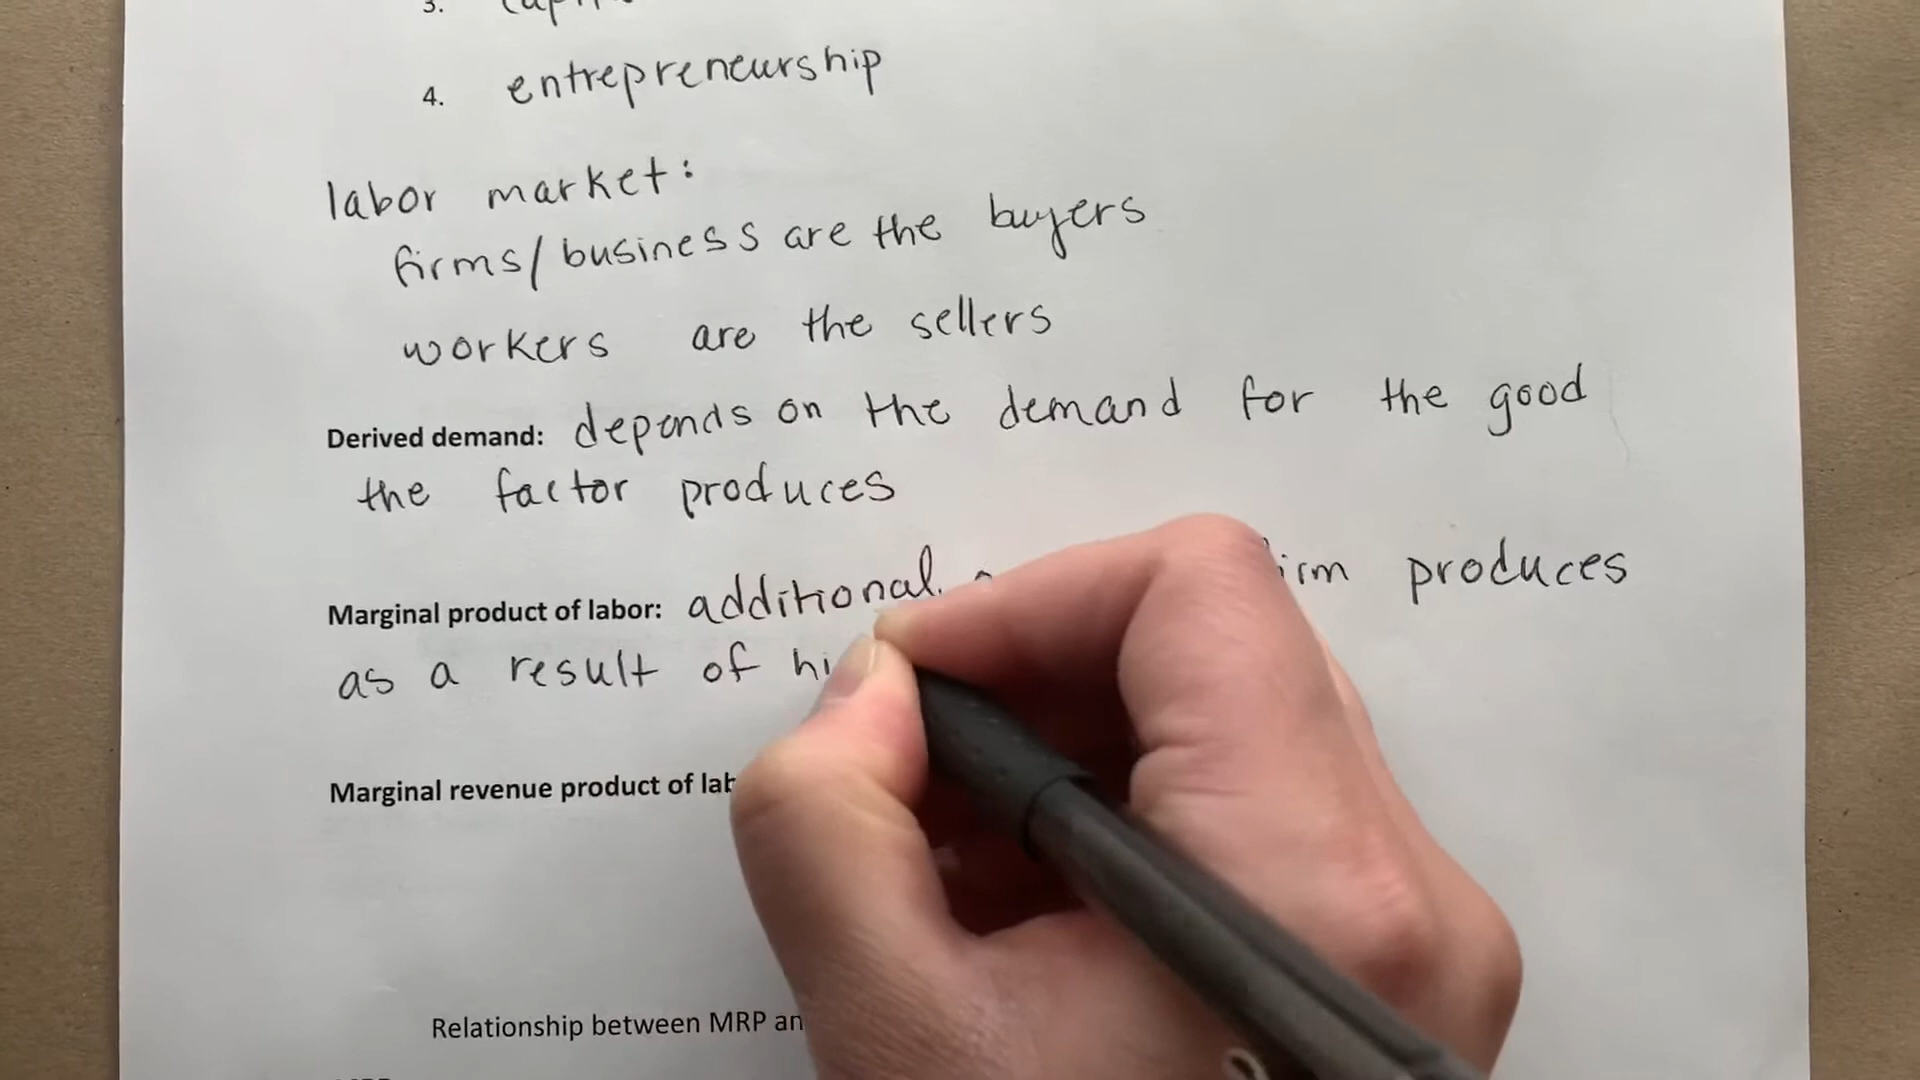 3.
4. entrepreneurship
labor market:
firms/business are the buyers
workers are the sellers
Derived demand: depends on the demand for the good
the factor produces
Marginal product of labor: additional produces
as a result of
Marginal revenue product of
Relationship between MRP